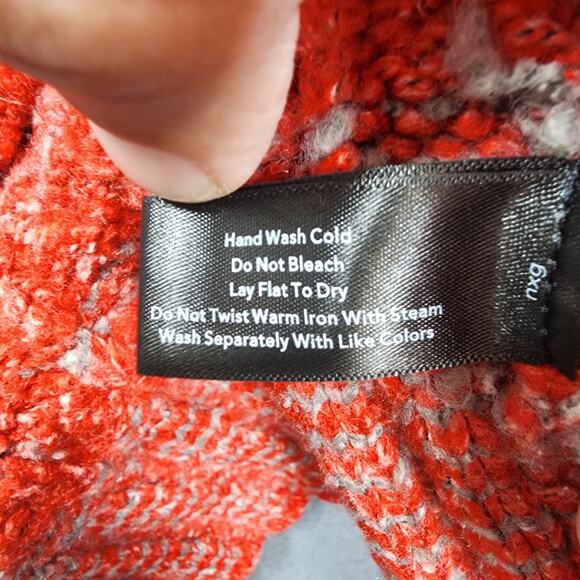 Hand Wash Cold
Do Not Bleach
Lay Flat To Dry
Do Not Twist Warm Iron With Steam
Wash Separately With Like Colors
nxg